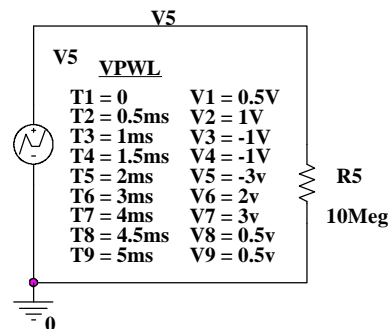 V5
V5
VPWL
T1 = 0 V1 = 0.5V
T2 = 0.5ms V2 = 1V
T3 = 1ms V3 = -1V
T4 = 1.5ms V4 = -1V
T5 = 2ms V5 = -3v
T6 = 3ms V6 = 2v
T7 = 4ms V7 = 3v
T8 = 4.5ms V8 = 0.5v
T9 = 5ms V9 = 0.5v
R5
10Meg
0